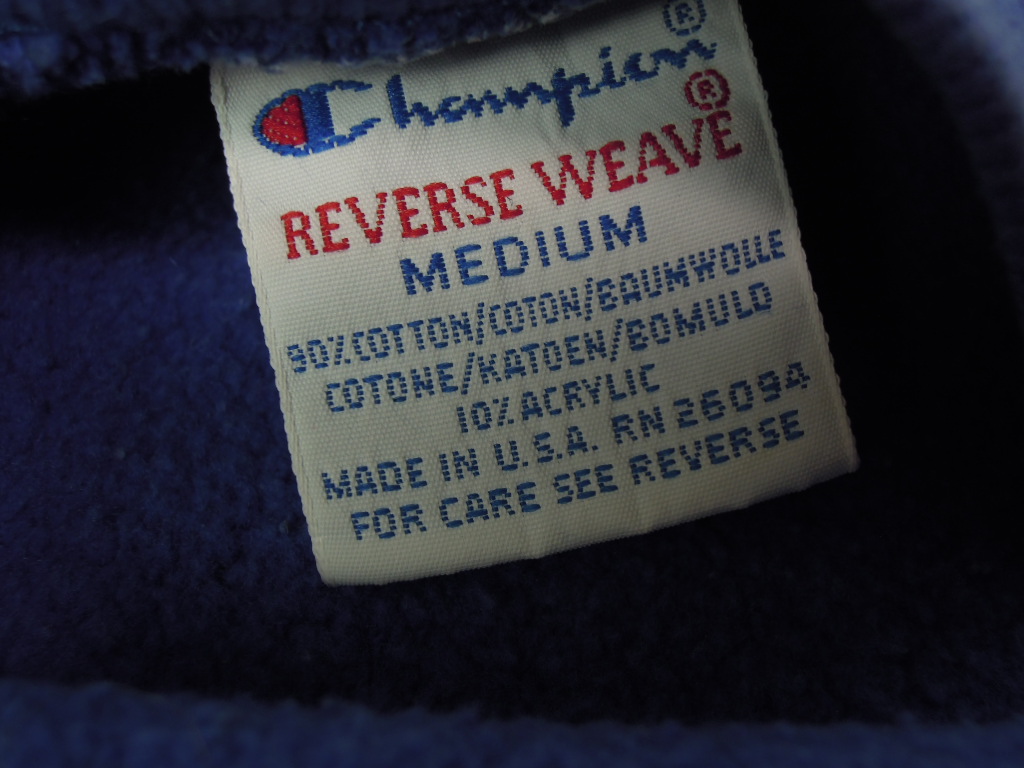 Champion®
REVERSE WEAVE®
MEDIUM
90%COTTON/COTON/BAUMWOLLE
COTONE/KATOEN/BOMULD
10%ACRYLIC
MADE IN U.S.A. RN 26094
FOR CARE SEE REVERSE